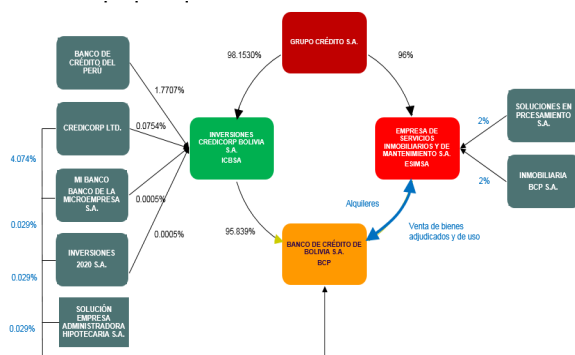 GRUPO CRÉDITO S.A.
98.1530%
96%
BANCO DE
CRÉDITO DEL
PERÚ
1.7707%
CREDICORP LTD.
0.0754%
4.074%
MI BANCO
BANCO DE LA
MICROEMPRESA
S.A.
0.0005%
0.029%
INVERSIONES
2020 S.A.
0.0005%
0.029%
SOLUCIÓN
EMPRESA
ADMINISTRADORA
HIPOTECARIA S.A.
0.029%
INVERSIONES
CREDICORP BOLIVIA
S.A.
ICBSA
95.839%
EMPRESA DE
SERVICIOS
INMOBILIARIOS Y DE
MANTENIMIENTO S.A.
ESIMSA
2%
SOLUCIONES EN
PRCESAMIENTO S.A.
2%
INMOBILIARIA
BCP S.A.
Alquileres
Venta de bienes
adjudicados y de uso
BANCO DE CRÉDITO DE
BOLIVIA S.A.
BCP